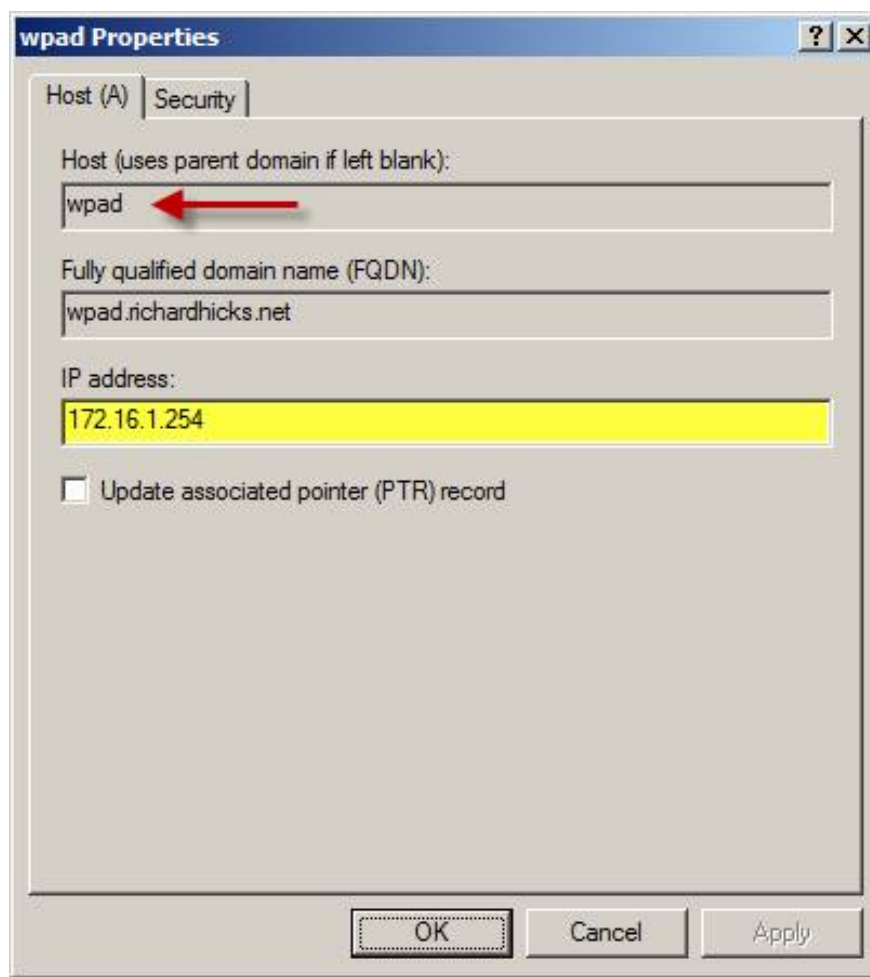 wpad Properties
Host (A) Security
Host (uses parent domain if left blank):
wpad
Fully qualified domain name (FQDN):
wpad.richardhicks.net
IP address:
172.16.1.254
Update associated pointer (PTR) record
OK Cancel Apply